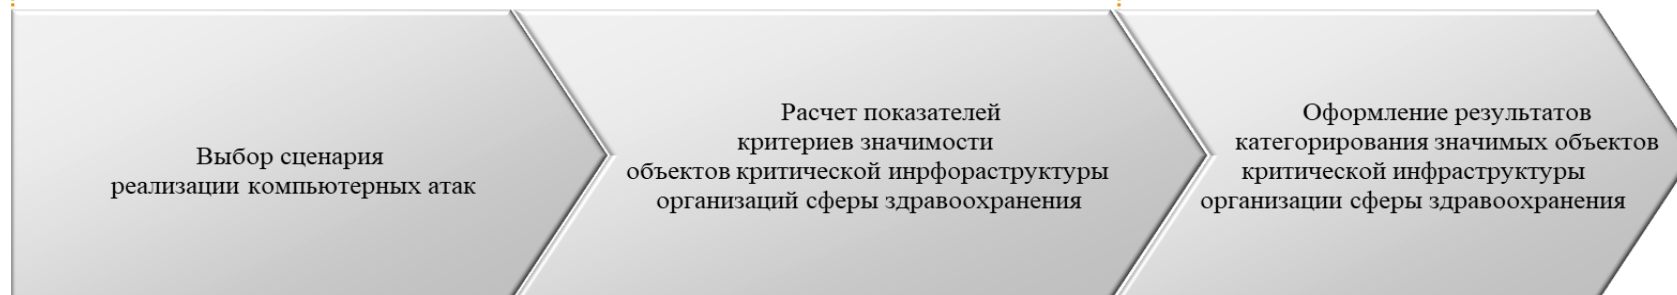 Выбор сценария
реализации компьютерных атак
Расчет показателей
критериев значимости
объектов критической инрфораструктуры
организаций сферы здравоохранения
Оформление результатов
категорирования значимых объектов
критической инфраструктуры
организации сферы здравоохранения